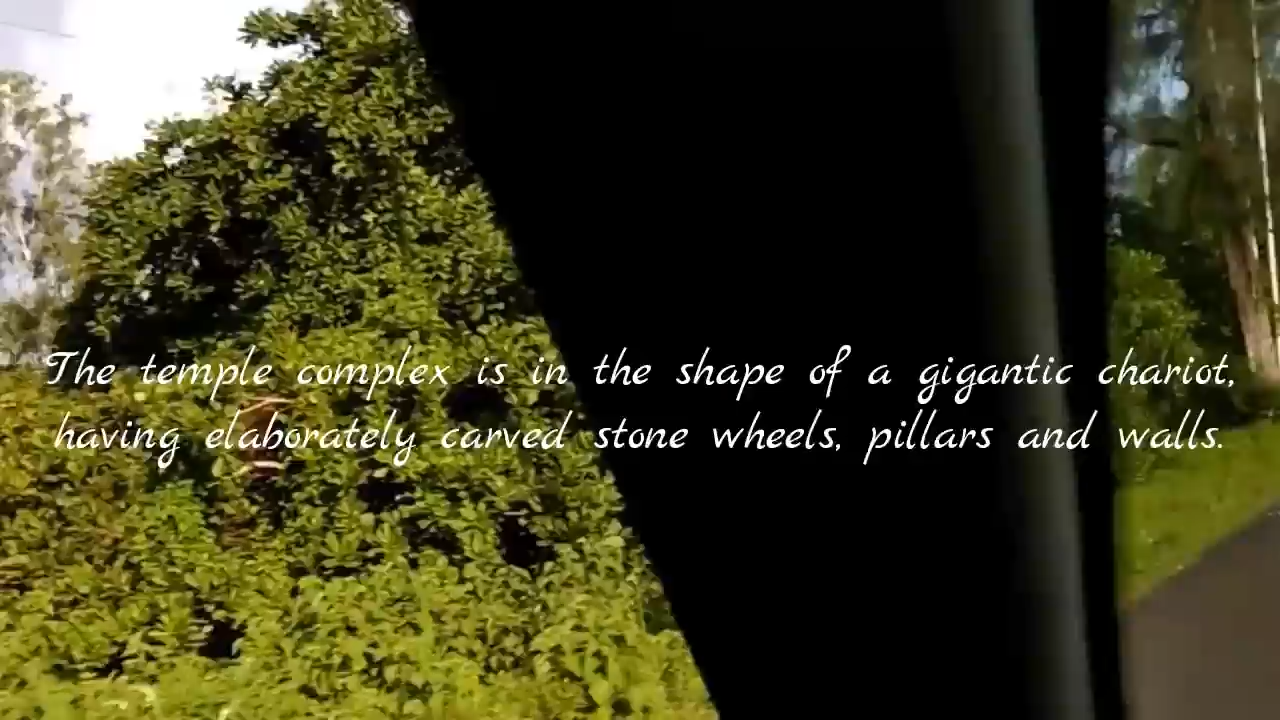 The temple complex is in the shape of a gigantic chariot,
having elaborately carved stone wheels, pillars and walls.